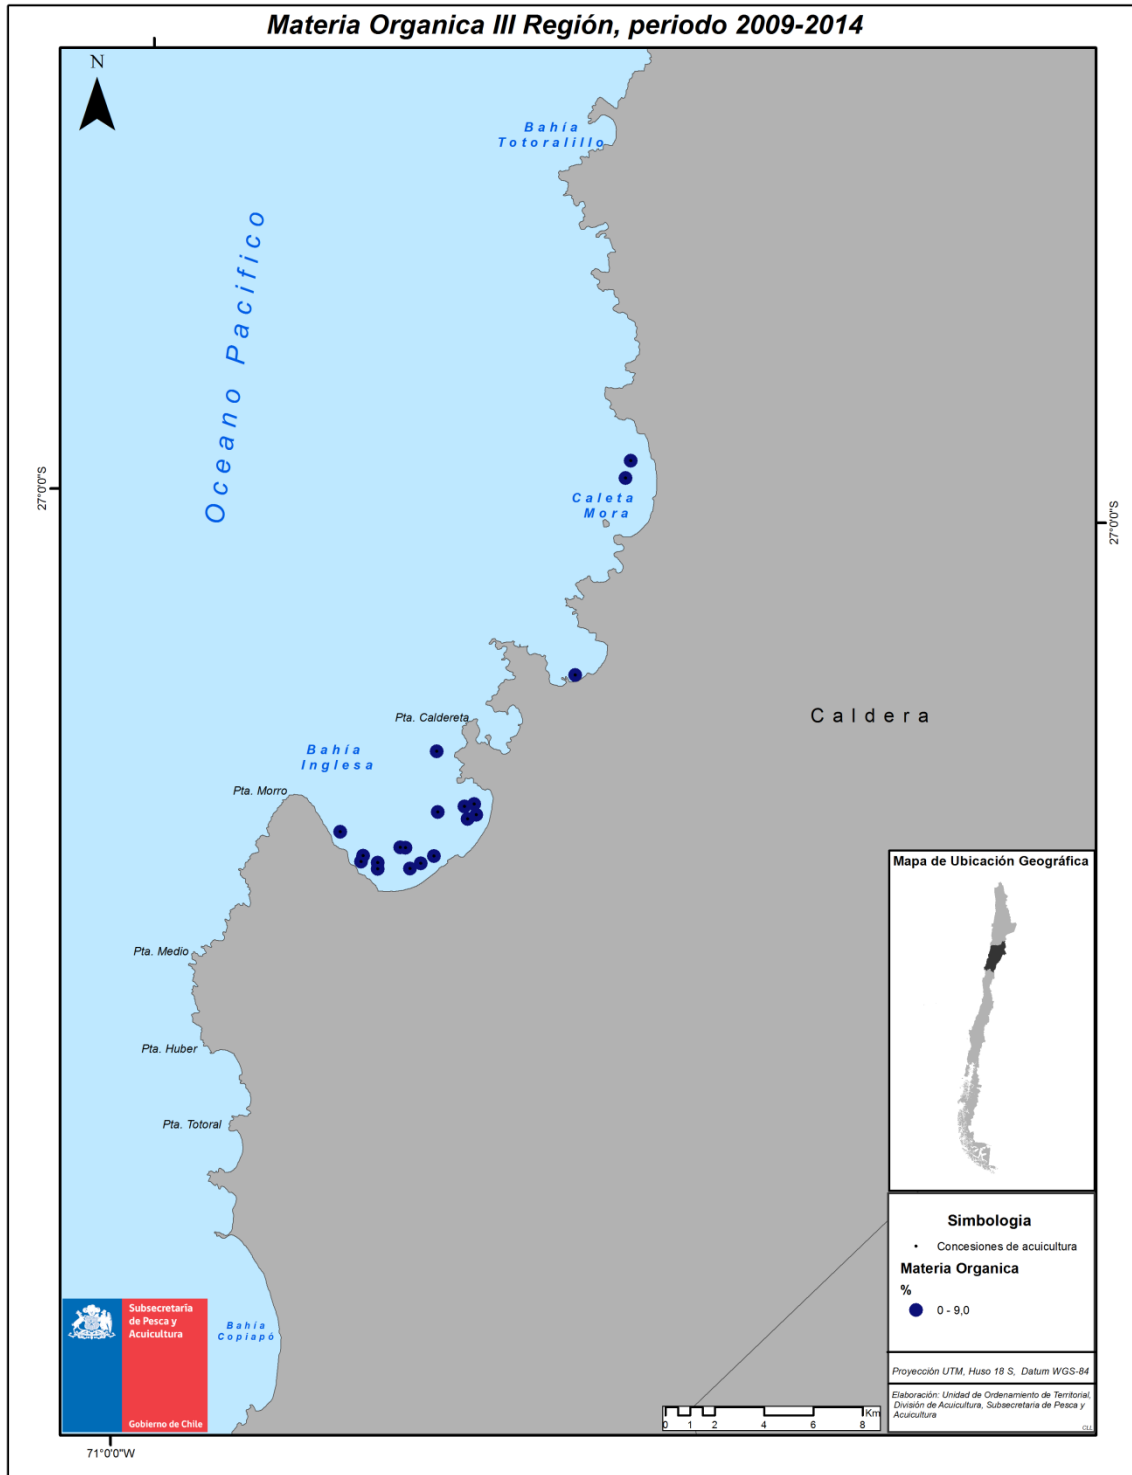 Materia Organica III Región, periodo 2009-2014
N
Bahía
Totoralillo
Oceano Pacifico
27°0'0"S
Caleta
Mora
27°0'0"S
Pta. Caldereta
Caldera
Bahía
Inglesa
Pta. Morro
Mapa de Ubicación Geográfica
Pta. Medio
Pta. Huber
Pta. Totoral
Simbologia
Concesiones de acuicultura
Materia Organica
%
0 - 9,0
Subsecretaría
de Pesca y
Acuicultura
Gobierno de Chile
Bahía
Copiapó
Proyección UTM, Huso 18 S, Datum WGS-84
Elaboración: Unidad de Ordenamiento de Territorial,
División de Acuicultura, Subsecretaria de Pesca y
Acuicultura
CLL
Km
0 1 2 4 6 8
71°0'0"W